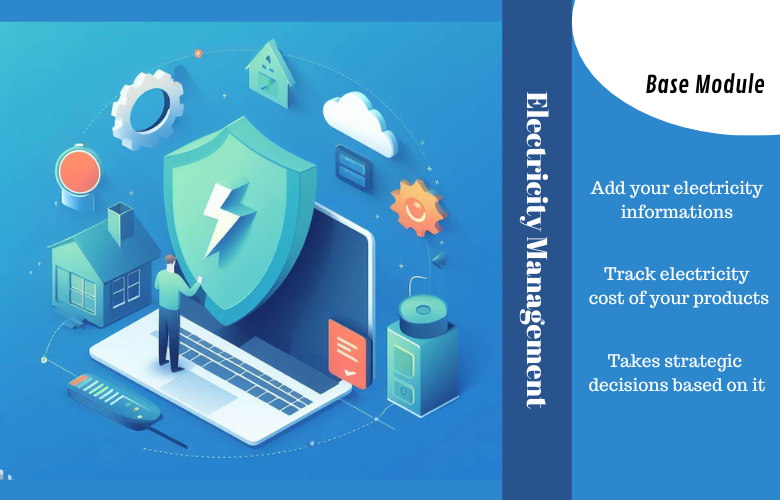 Electricity Management
Base Module
Add your electricity
informations
Track electricity
cost of your products
Takes strategic
decisions based on it